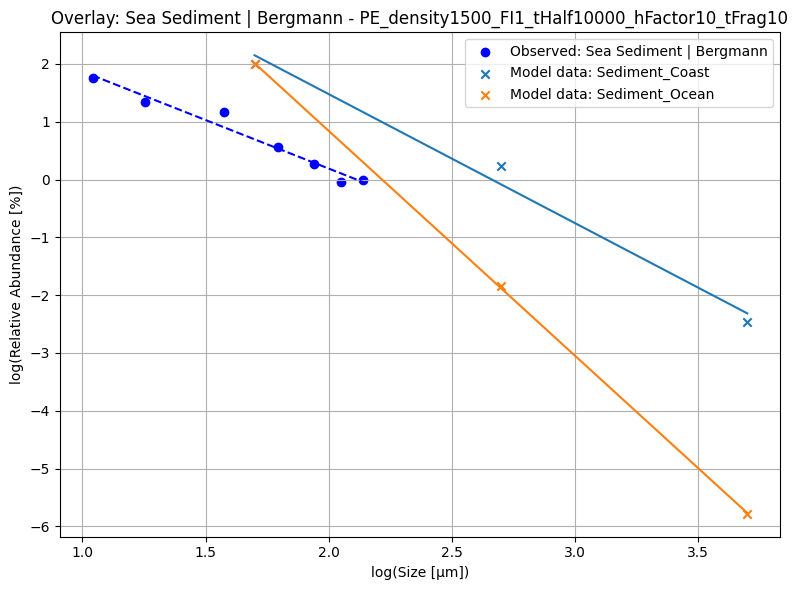 Overlay: Sea Sediment | Bergmann - PE_density1500_FI1_tHalf10000_hFactor10_tFrag10
Observed: Sea Sediment | Bergmann
Model data: Sediment_Coast
Model data: Sediment_Ocean
log(Relative Abundance [%])
2
1
0
−1
−2
−3
−4
−5
−6
1.0
1.5
2.0
2.5
3.0
3.5
log(Size [µm])